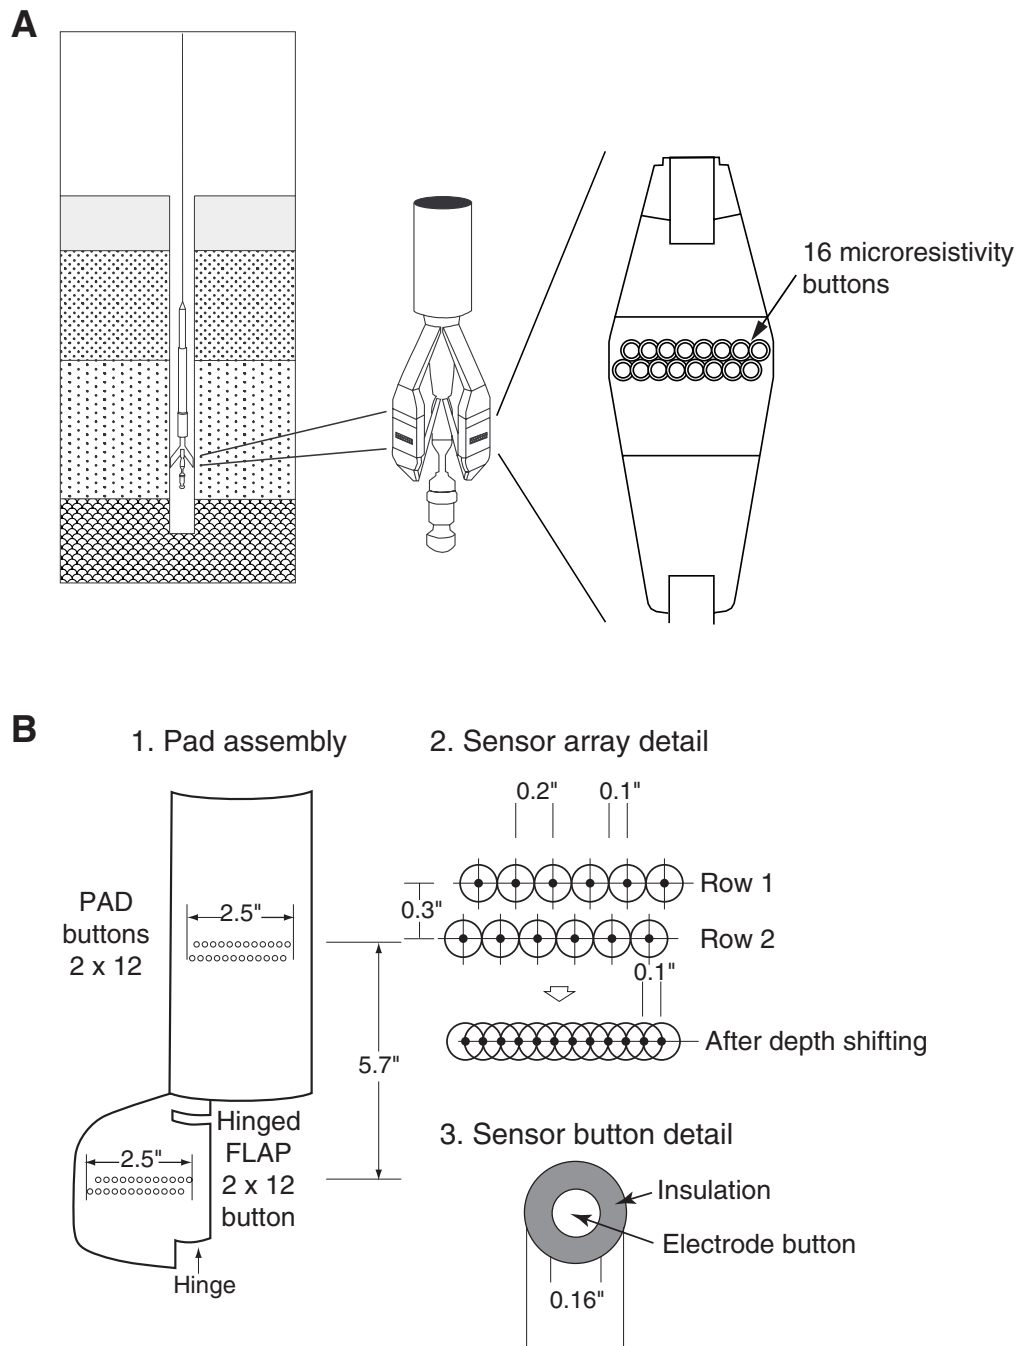 A
16 microresistivity
buttons
B
1. Pad assembly
2. Sensor array detail
0.2"
0.1"
PAD
buttons
2 x 12
2.5"
0.3"
Row 1
Row 2
0.1"
5.7"
After depth shifting
Hinged
FLAP
2 x 12
button
2.5"
Hinge
3. Sensor button detail
Insulation
Electrode button
0.16"